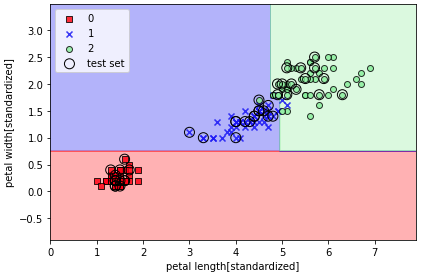 0
1
2
test set
petal width[standardized]
3.0
2.5
2.0
1.5
1.0
0.5
0.0
−0.5
0 1 2 3 4 5 6 7
petal length[standardized]